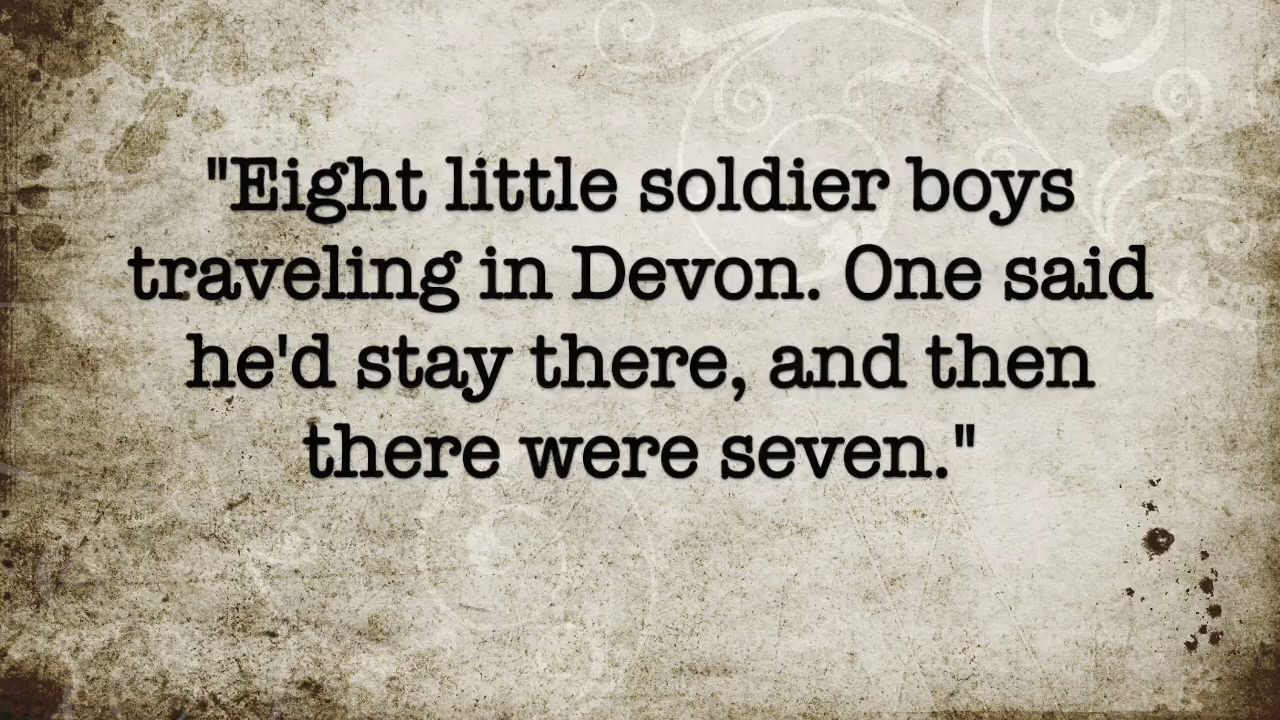 "Eight little soldier boys
traveling in Devon. One said
he'd stay there, and then
there were seven."